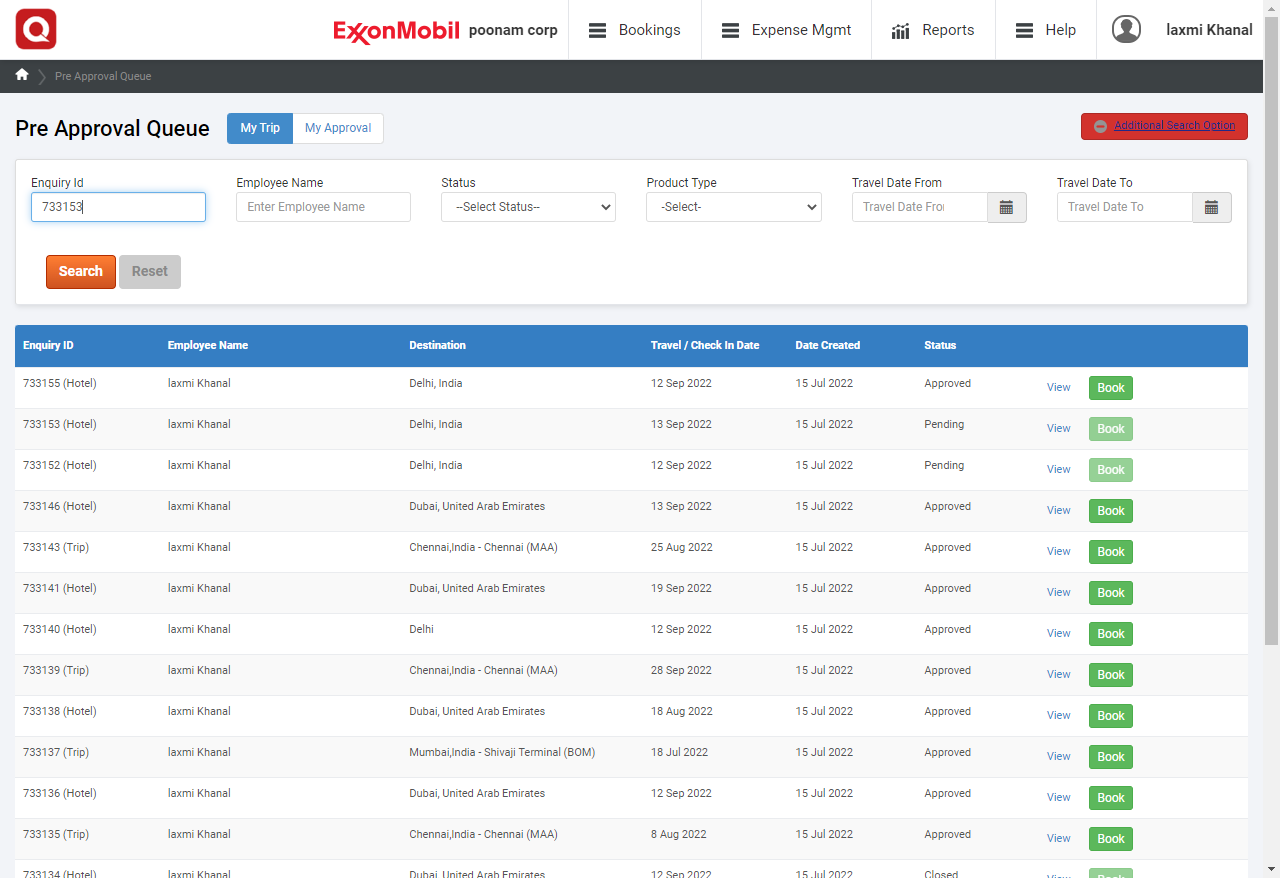 Q ExxonMobil poonam corp Bookings Expense Mgmt Reports Help laxmi Khanal
Pre Approval Queue
Pre Approval Queue My Trip My Approval Additional Search Option
Enquiry Id Employee Name Status Product Type Travel Date From Travel Date To
733153 Enter Employee Name --Select Status-- -Select- Travel Date From Travel Date To
Search Reset
Enquiry ID Employee Name Destination Travel / Check In Date Date Created Status
733155 (Hotel) laxmi Khanal Delhi, India 12 Sep 2022 15 Jul 2022 Approved View Book
733153 (Hotel) laxmi Khanal Delhi, India 13 Sep 2022 15 Jul 2022 Pending View Book
733152 (Hotel) laxmi Khanal Delhi, India 12 Sep 2022 15 Jul 2022 Pending View Book
733146 (Hotel) laxmi Khanal Dubai, United Arab Emirates 13 Sep 2022 15 Jul 2022 Approved View Book
733143 (Trip) laxmi Khanal Chennai,India - Chennai (MAA) 25 Aug 2022 15 Jul 2022 Approved View Book
733141 (Hotel) laxmi Khanal Dubai, United Arab Emirates 19 Sep 2022 15 Jul 2022 Approved View Book
733140 (Hotel) laxmi Khanal Delhi 12 Sep 2022 15 Jul 2022 Approved View Book
733139 (Trip) laxmi Khanal Chennai,India - Chennai (MAA) 28 Sep 2022 15 Jul 2022 Approved View Book
733138 (Hotel) laxmi Khanal Dubai, United Arab Emirates 18 Aug 2022 15 Jul 2022 Approved View Book
733137 (Trip) laxmi Khanal Mumbai,India - Shivaji Terminal (BOM) 18 Jul 2022 15 Jul 2022 Approved View Book
733136 (Hotel) laxmi Khanal Dubai, United Arab Emirates 12 Sep 2022 15 Jul 2022 Approved View Book
733135 (Trip) laxmi Khanal Chennai,India - Chennai (MAA) 8 Aug 2022 15 Jul 2022 Approved View Book
733134 (Hotel) laxmi Khanal Dubai, United Arab Emirates 12 Sep 2022 15 Jul 2022 Closed View Book